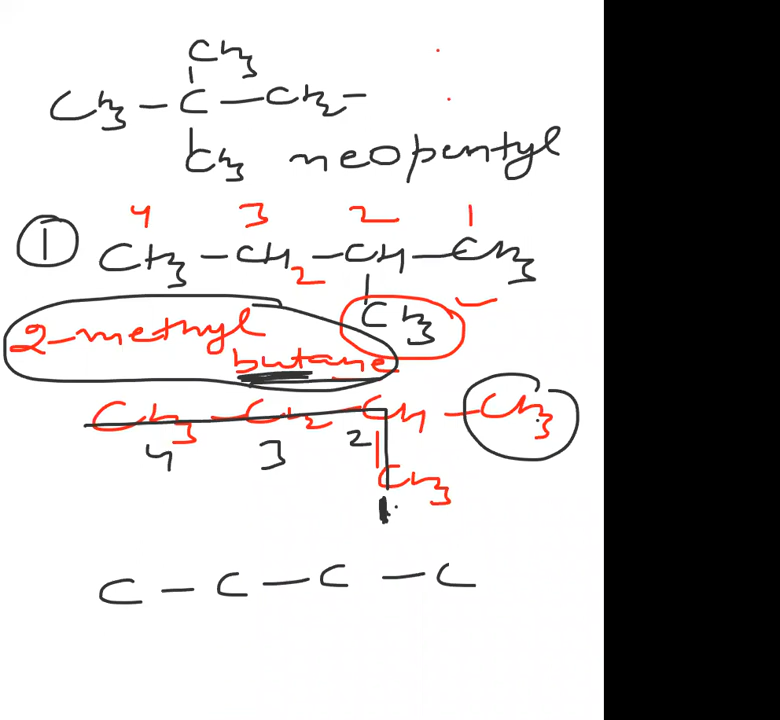 CH3
CH3 - C - CH2 -
CH3 neopentyl
4 3 2 1
① CH3 - CH2 - CH - CH3
CH3
2-methyl
butane
CH3 - CH2 - CH - CH3
4 3 2
CH3
1
C - C - C - C